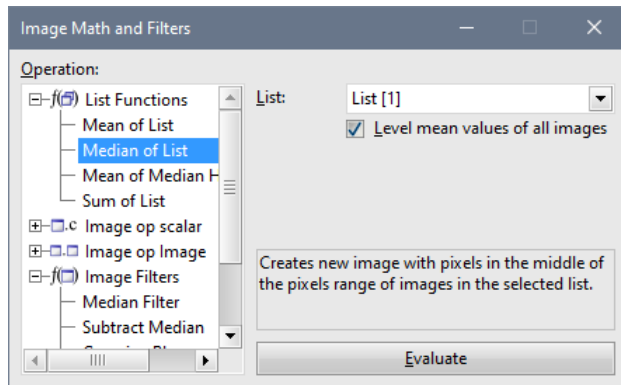 Image Math and Filters
Operation:
List Functions
Mean of List
Median of List
Mean of Median H
Sum of List
.c Image op scalar
Image op Image
Image Filters
Median Filter
Subtract Median
List: List [1]
Level mean values of all images
Creates new image with pixels in the middle of
the pixels range of images in the selected list.
Evaluate